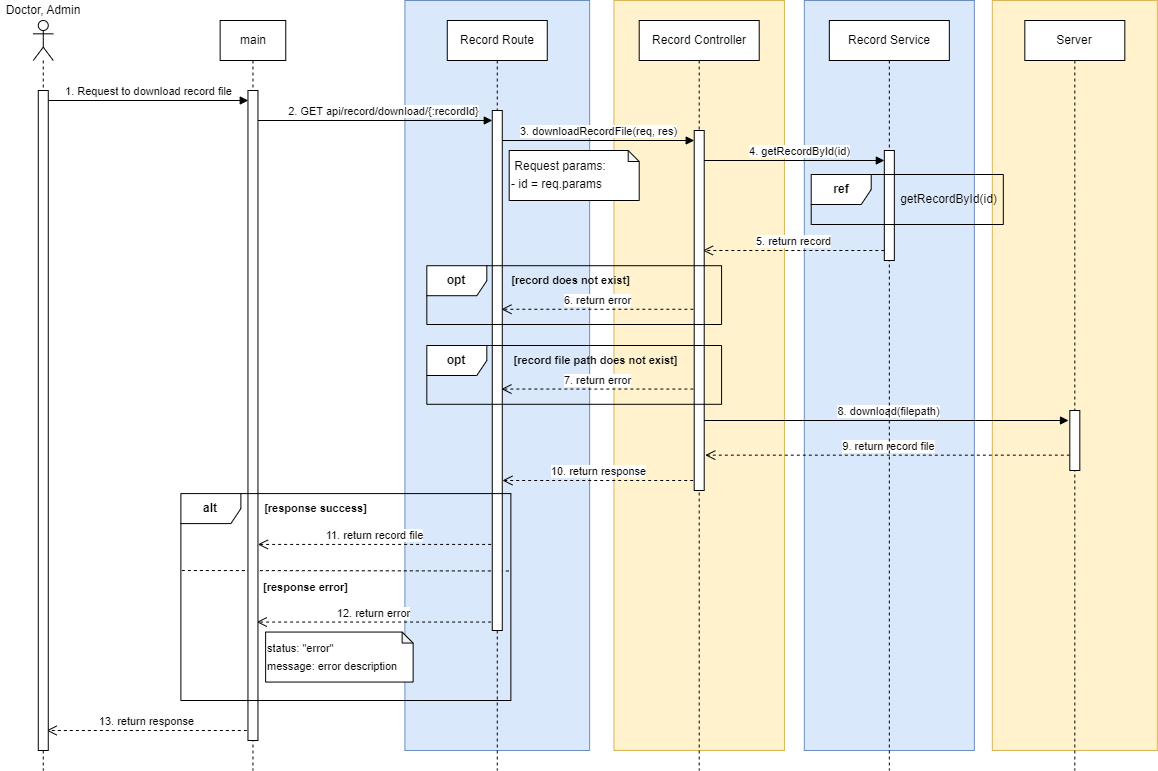 Doctor, Admin
main
Record Route
Record Controller
Record Service
Server
1. Request to download record file
2. GET api/record/download/{:recordId}
3. downloadRecordFile(req, res)
Request params:
- id = req.params
4. getRecordById(id)
ref
getRecordById(id)
5. return record
opt
[record does not exist]
6. return error
opt
[record file path does not exist]
7. return error
8. download(filepath)
9. return record file
10. return response
alt
[response success]
11. return record file
[response error]
12. return error
status: "error"
message: error description
13. return response